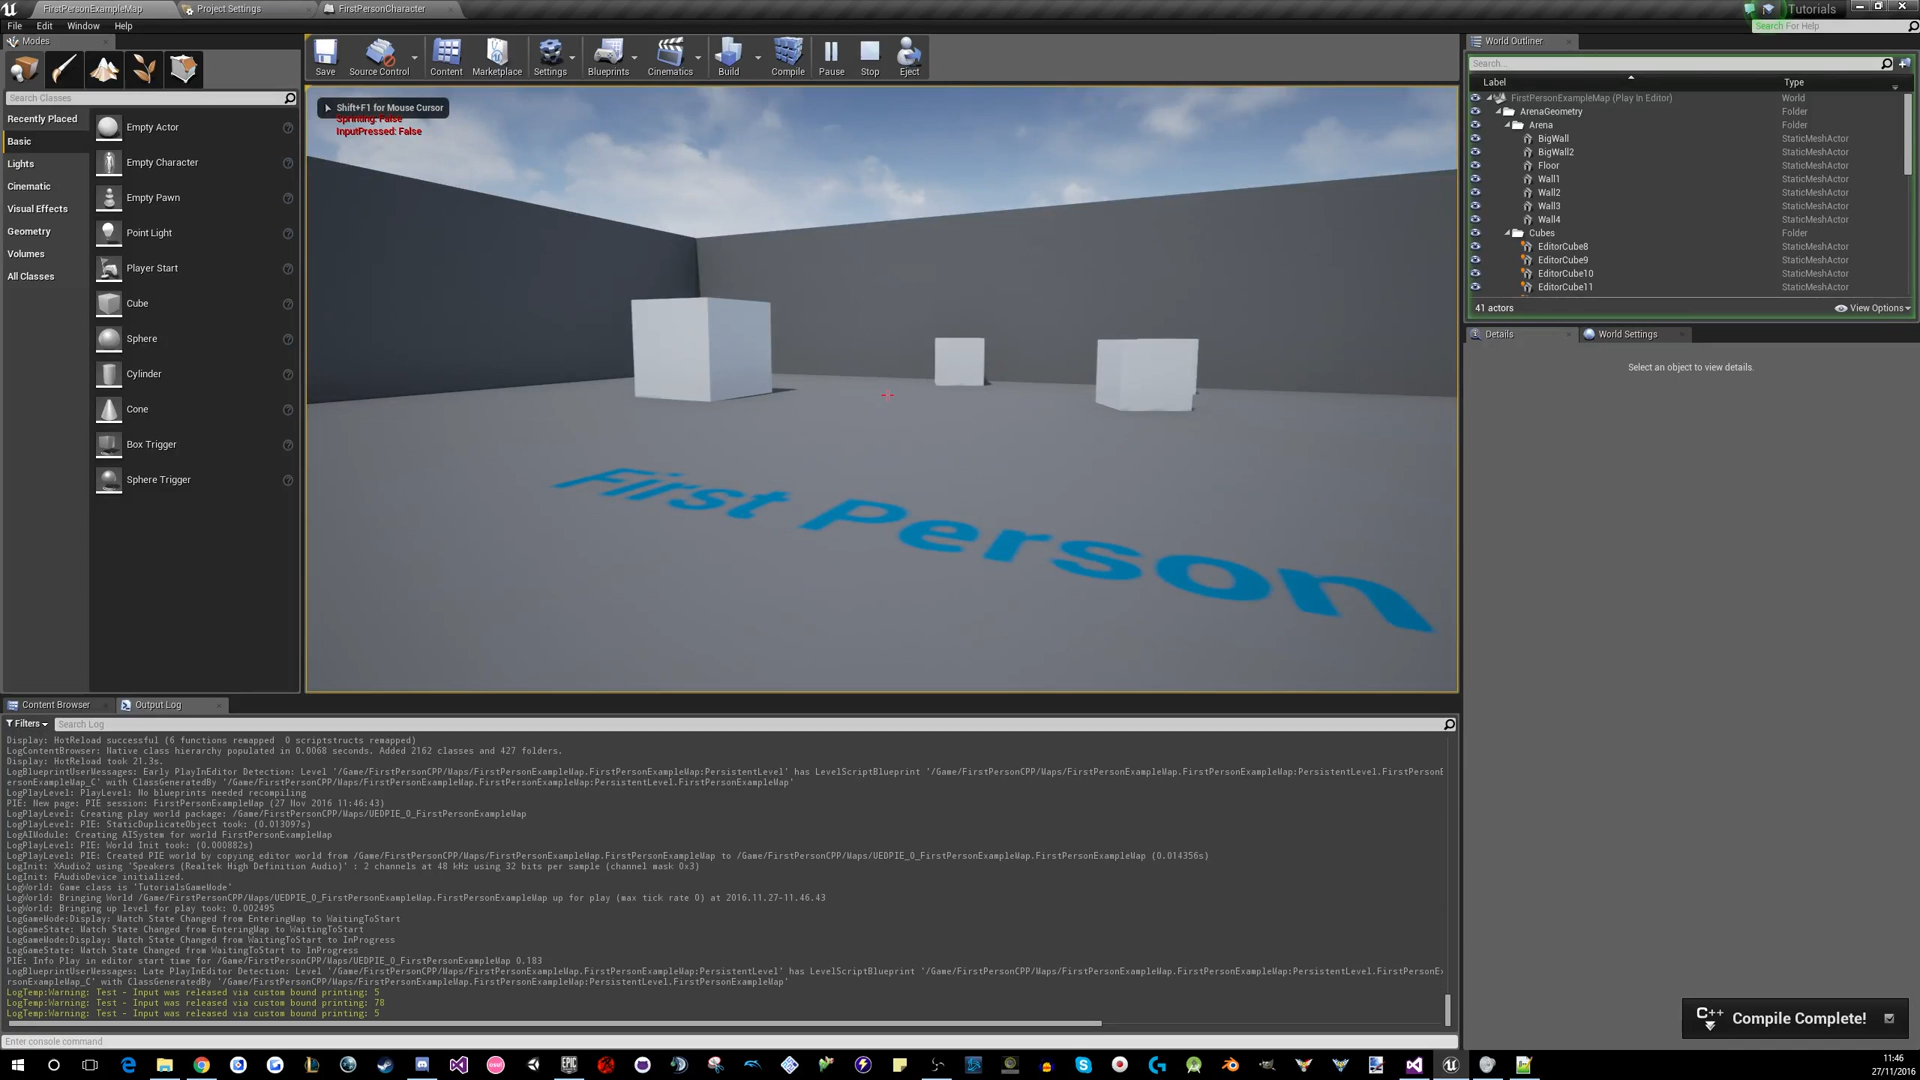 FirstPersonExampleMap
Project Settings
FirstPersonCharacter
Tutorials
File Edit Window Help
Search For Help
Modes
Search Classes
Recently Placed
Basic
Lights
Cinematic
Visual Effects
Geometry
Volumes
All Classes
Empty Actor
Empty Character
Empty Pawn
Point Light
Player Start
Cube
Sphere
Cylinder
Cone
Box Trigger
Sphere Trigger
Save Source Control Content Marketplace Settings Blueprints Cinematics Build Compile Pause Stop Eject
Shift+F1 for Mouse Cursor
Sprinting: False
InputPressed: False
First Person
World Outliner
Search...
Label Type
FirstPersonExampleMap (Play In Editor) World
ArenaGeometry Folder
Arena Folder
BigWall StaticMeshActor
BigWall2 StaticMeshActor
Floor StaticMeshActor
Wall1 StaticMeshActor
Wall2 StaticMeshActor
Wall3 StaticMeshActor
Wall4 StaticMeshActor
Cubes Folder
EditorCube8 StaticMeshActor
EditorCube9 StaticMeshActor
EditorCube10 StaticMeshActor
EditorCube11 StaticMeshActor
41 actors View Options
Details World Settings
Select an object to view details.
Content Browser Output Log
Filters Search Log
Display: HotReload successful (6 functions remapped 0 scriptstructs remapped)
LogContentBrowser: Native class hierarchy populated in 0.0068 seconds. Added 2162 classes and 427 folders.
Display: HotReload took 21.3s.
LogBlueprintUserMessages: Early PlayInEditor Detection: Level '/Game/FirstPersonCPP/Maps/FirstPersonExampleMap.FirstPersonExampleMap:PersistentLevel' has LevelScriptBlueprint '/Game/FirstPersonCPP/Maps/FirstPersonExampleMap.FirstPersonExampleMap:PersistentLevel.FirstPersonE
ersonExampleMap_C' with ClassGeneratedBy '/Game/FirstPersonCPP/Maps/FirstPersonExampleMap.FirstPersonExampleMap:PersistentLevel.FirstPersonExampleMap'
LogPlayLevel: PlayLevel: No blueprints needed recompiling
PIE: New page: PIE session: FirstPersonExampleMap (27 Nov 2016 11:46:43)
LogPlayLevel: Creating play world package: /Game/FirstPersonCPP/Maps/UEDPIE_0_FirstPersonExampleMap
LogPlayLevel: PIE: StaticDuplicateObject took: (0.013097s)
LogAIModule: Creating AISystem for world FirstPersonExampleMap
LogPlayLevel: PIE: World Init took: (0.000882s)
LogPlayLevel: PIE: Created PIE world by copying editor world from /Game/FirstPersonCPP/Maps/FirstPersonExampleMap.FirstPersonExampleMap to /Game/FirstPersonCPP/Maps/UEDPIE_0_FirstPersonExampleMap.FirstPersonExampleMap (0.014356s)
LogInit: XAudio2 using 'Speakers (Realtek High Definition Audio)' : 2 channels at 48 kHz using 32 bits per sample (channel mask 0x3)
LogInit: FAudioDevice initialized.
LogWorld: Game class is 'TutorialsGameMode'
LogWorld: Bringing World /Game/FirstPersonCPP/Maps/UEDPIE_0_FirstPersonExampleMap.FirstPersonExampleMap up for play (max tick rate 0) at 2016.11.27-11.46.43
LogWorld: Bringing up level for play took: 0.002495
LogGameMode:Display: Match State Changed from EnteringMap to WaitingToStart
LogGameState: Match State Changed from EnteringMap to WaitingToStart
LogGameMode:Display: Match State Changed from WaitingToStart to InProgress
LogGameState: Match State Changed from WaitingToStart to InProgress
PIE: Info Play in editor start time for /Game/FirstPersonCPP/Maps/UEDPIE_0_FirstPersonExampleMap 0.183
LogBlueprintUserMessages: Late PlayInEditor Detection: Level '/Game/FirstPersonCPP/Maps/FirstPersonExampleMap.FirstPersonExampleMap:PersistentLevel' has LevelScriptBlueprint '/Game/FirstPersonCPP/Maps/FirstPersonExampleMap.FirstPersonExampleMap:PersistentLevel.FirstPersonEx
rsonExampleMap_C' with ClassGeneratedBy '/Game/FirstPersonCPP/Maps/FirstPersonExampleMap.FirstPersonExampleMap:PersistentLevel.FirstPersonExampleMap'
LogTemp:Warning: Test - Input was released via custom bound printing: 5
LogTemp:Warning: Test - Input was released via custom bound printing: 78
LogTemp:Warning: Test - Input was released via custom bound printing: 5
Enter console command
C++ Compile Complete!
EPIC
11:46
27/11/2016